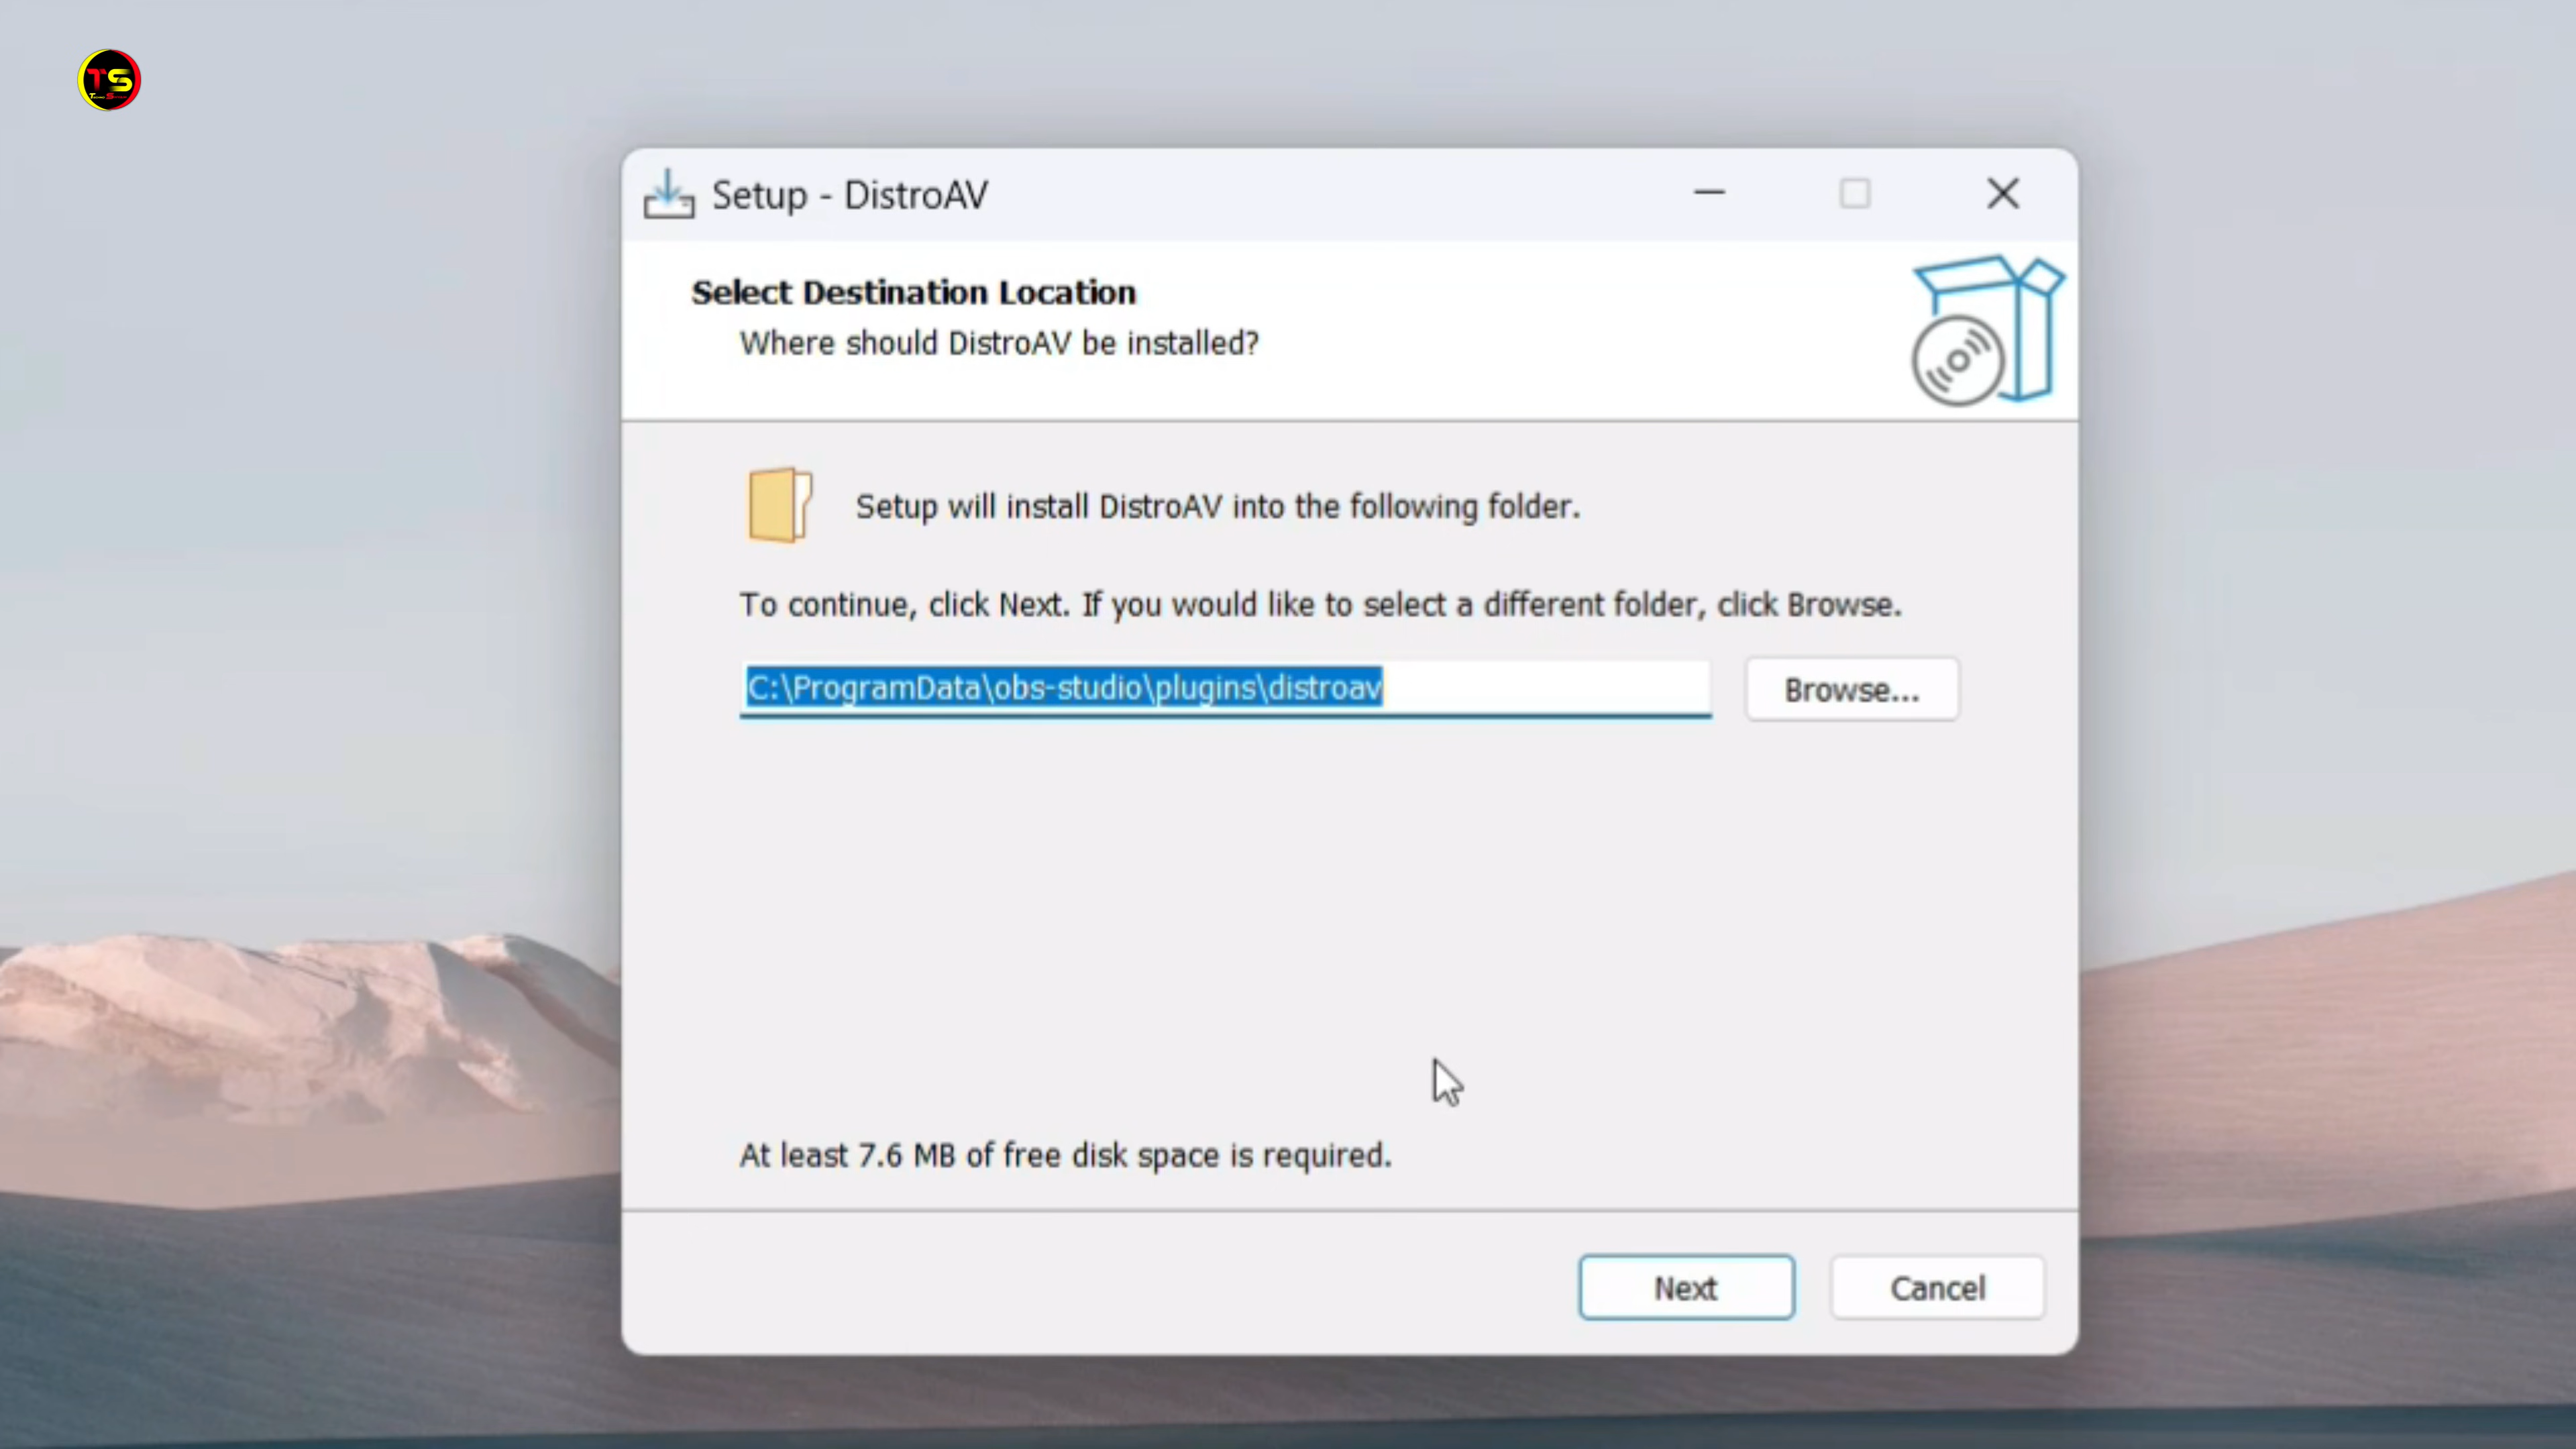 TS
Setup - DistroAV
Select Destination Location
Where should DistroAV be installed?
Setup will install DistroAV into the following folder.
To continue, click Next. If you would like to select a different folder, click Browse.
C:\ProgramData\obs-studio\plugins\distroav
Browse...
At least 7.6 MB of free disk space is required.
Next
Cancel